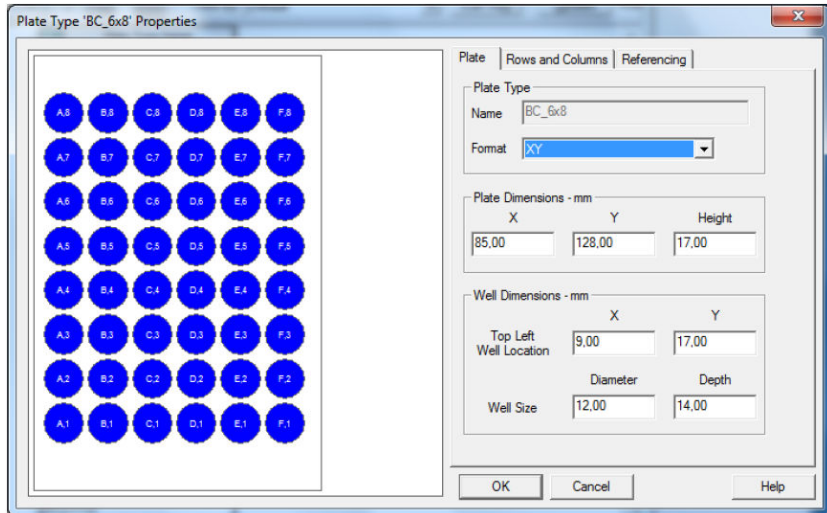 Plate Type 'BC_6x8' Properties
A,8 B,8 C,8 D,8 E,8 F,8
A,7 B,7 C,7 D,7 E,7 F,7
A,6 B,6 C,6 D,6 E,6 F,6
A,5 B,5 C,5 D,5 E,5 F,5
A,4 B,4 C,4 D,4 E,4 F,4
A,3 B,3 C,3 D,3 E,3 F,3
A,2 B,2 C,2 D,2 E,2 F,2
A,1 B,1 C,1 D,1 E,1 F,1
Plate Rows and Columns Referencing
Plate Type
Name BC_6x8
Format XY
Plate Dimensions - mm
X Y Height
85,00 128,00 17,00
Well Dimensions - mm
X Y
Top Left
Well Location
9,00 17,00
Diameter Depth
Well Size 12,00 14,00
OK Cancel Help